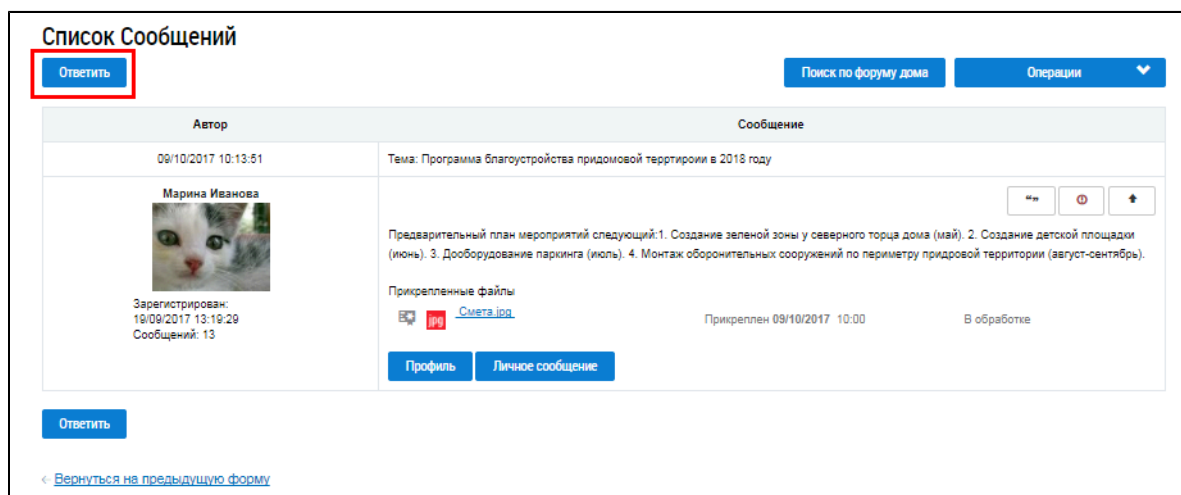 Список Сообщений
Ответить
Поиск по форуму дома
Операции
Автор
Сообщение
09/10/2017 10:13:51
Тема: Программа благоустройства придомовой терртироии в 2018 году
Марина Иванова
Предварительный план мероприятий следующий:1. Создание зеленой зоны у северного торца дома (май). 2. Создание детской площадки
(июнь). 3. Дооборудование паркинга (июль). 4. Монтаж оборонительных сооружений по периметру придровой территории (август-сентябрь).
Прикрепленные файлы
jpg
Смета.jpg
Прикреплен 09/10/2017 10:00
В обработке
Зарегистрирован:
19/09/2017 13:19:29
Сообщений: 13
Профиль
Личное сообщение
Ответить
← Вернуться на предыдущую форму